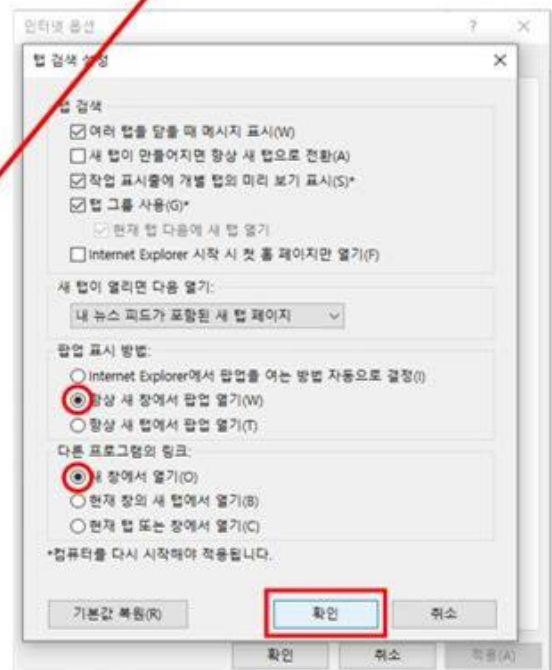 인터넷 옵션 ? ×
탭 검색 설정 ×
탭 검색
여러 탭을 닫을 때 메시지 표시(W)
새 탭이 만들어지면 항상 새 탭으로 전환(A)
작업 표시줄에 개별 탭의 미리 보기 표시(S)*
탭 그룹 사용(G)*
현재 탭 다음에 새 탭 열기
Internet Explorer 시작 시 첫 홈 페이지만 열기(F)
새 탭이 열리면 다음 열기:
내 뉴스 피드가 포함된 새 탭 페이지
팝업 표시 방법:
Internet Explorer에서 팝업을 여는 방법 자동으로 결정(I)
항상 새 창에서 팝업 열기(W)
항상 새 탭에서 팝업 열기(T)
다른 프로그램의 링크:
새 창에서 열기(O)
현재 창의 새 탭에서 열기(B)
현재 탭 또는 창에서 열기(C)
*컴퓨터를 다시 시작해야 적용됩니다.
기본값 복원(R) 확인 취소
확인 취소 적용(A)